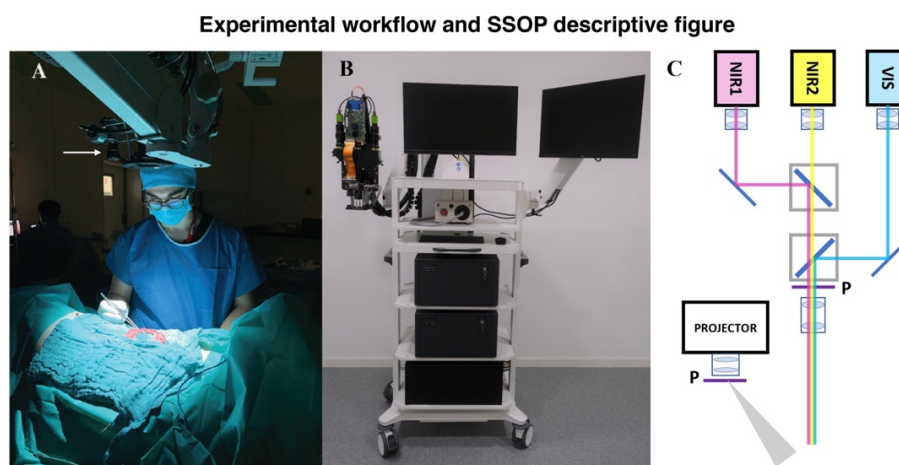 Experimental workflow and SSOP descriptive figure
A
B
C
NIR1
NIR2
VIS
P
PROJECTOR
P